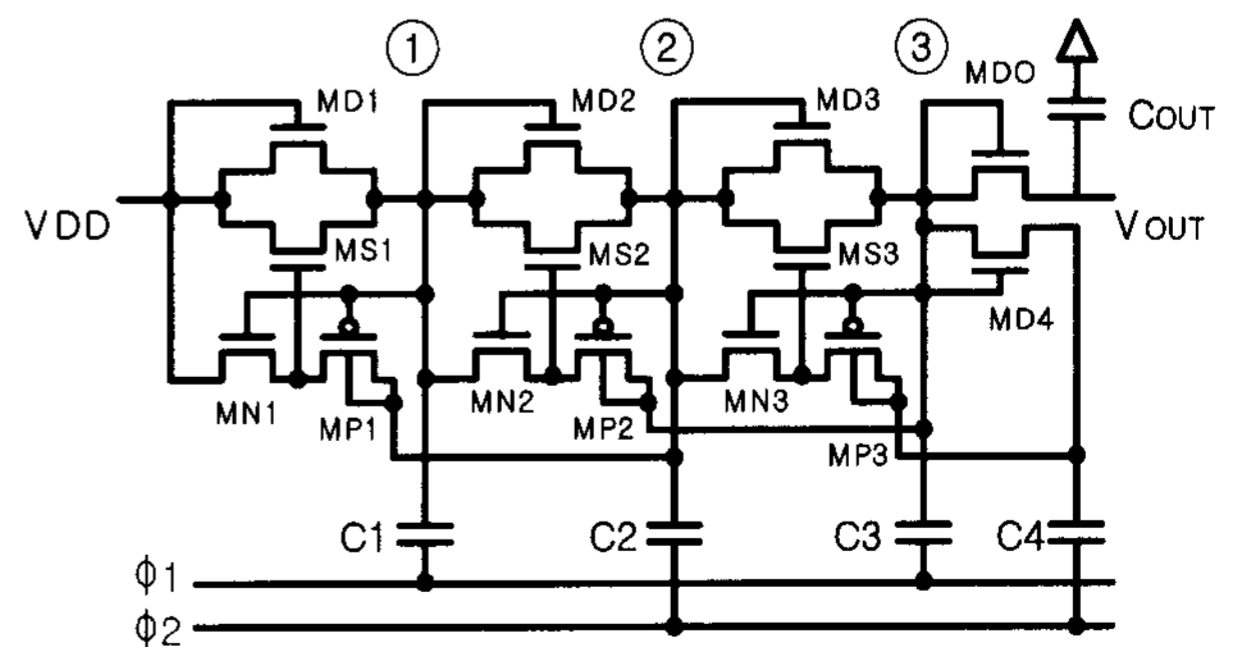 ① ② ③
MD1 MD2 MD3 MDO
COUT
VDD VOUT
MS1 MS2 MS3
MD4
MN1 MP1 MN2 MP2 MN3 MP3
C1 C2 C3 C4
ϕ1
ϕ2